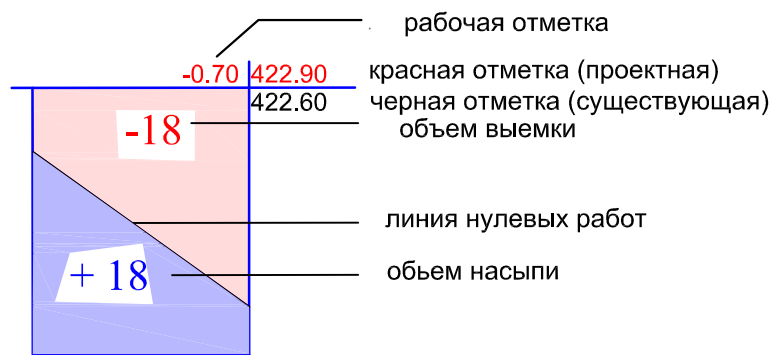 рабочая отметка
-0.70 422.90 красная отметка (проектная)
422.60 черная отметка (существующая)
-18 объем выемки
линия нулевых работ
+ 18 обьем насыпи